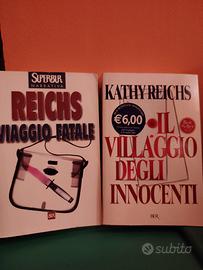 SUPERBUR
NARRATIVA
REICHS
VIAGGIO FATALE
KATHY REICHS
€6,00
IL
VILLAGGIO
DEGLI
INNOCENTI
BUR
subito